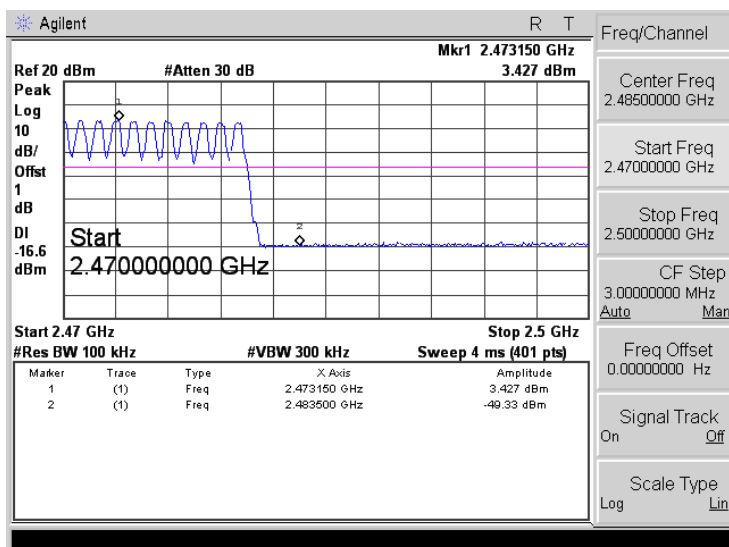 Agilent
R T
Mkr1 2.473150 GHz
Ref 20 dBm #Atten 30 dB 3.427 dBm
Peak
Log
10
dB/
Offst
1
dB
DI
-16.6
dBm
1
2
Start
2.470000000 GHz
Start 2.47 GHz Stop 2.5 GHz
#Res BW 100 kHz #VBW 300 kHz Sweep 4 ms (401 pts)
Marker Trace Type X Axis Amplitude
1 (1) Freq 2.473150 GHz 3.427 dBm
2 (1) Freq 2.483500 GHz -49.33 dBm
Freq/Channel
Center Freq
2.48500000 GHz
Start Freq
2.47000000 GHz
Stop Freq
2.50000000 GHz
CF Step
3.00000000 MHz
Auto Man
Freq Offset
0.00000000 Hz
Signal Track
On Off
Scale Type
Log Lin